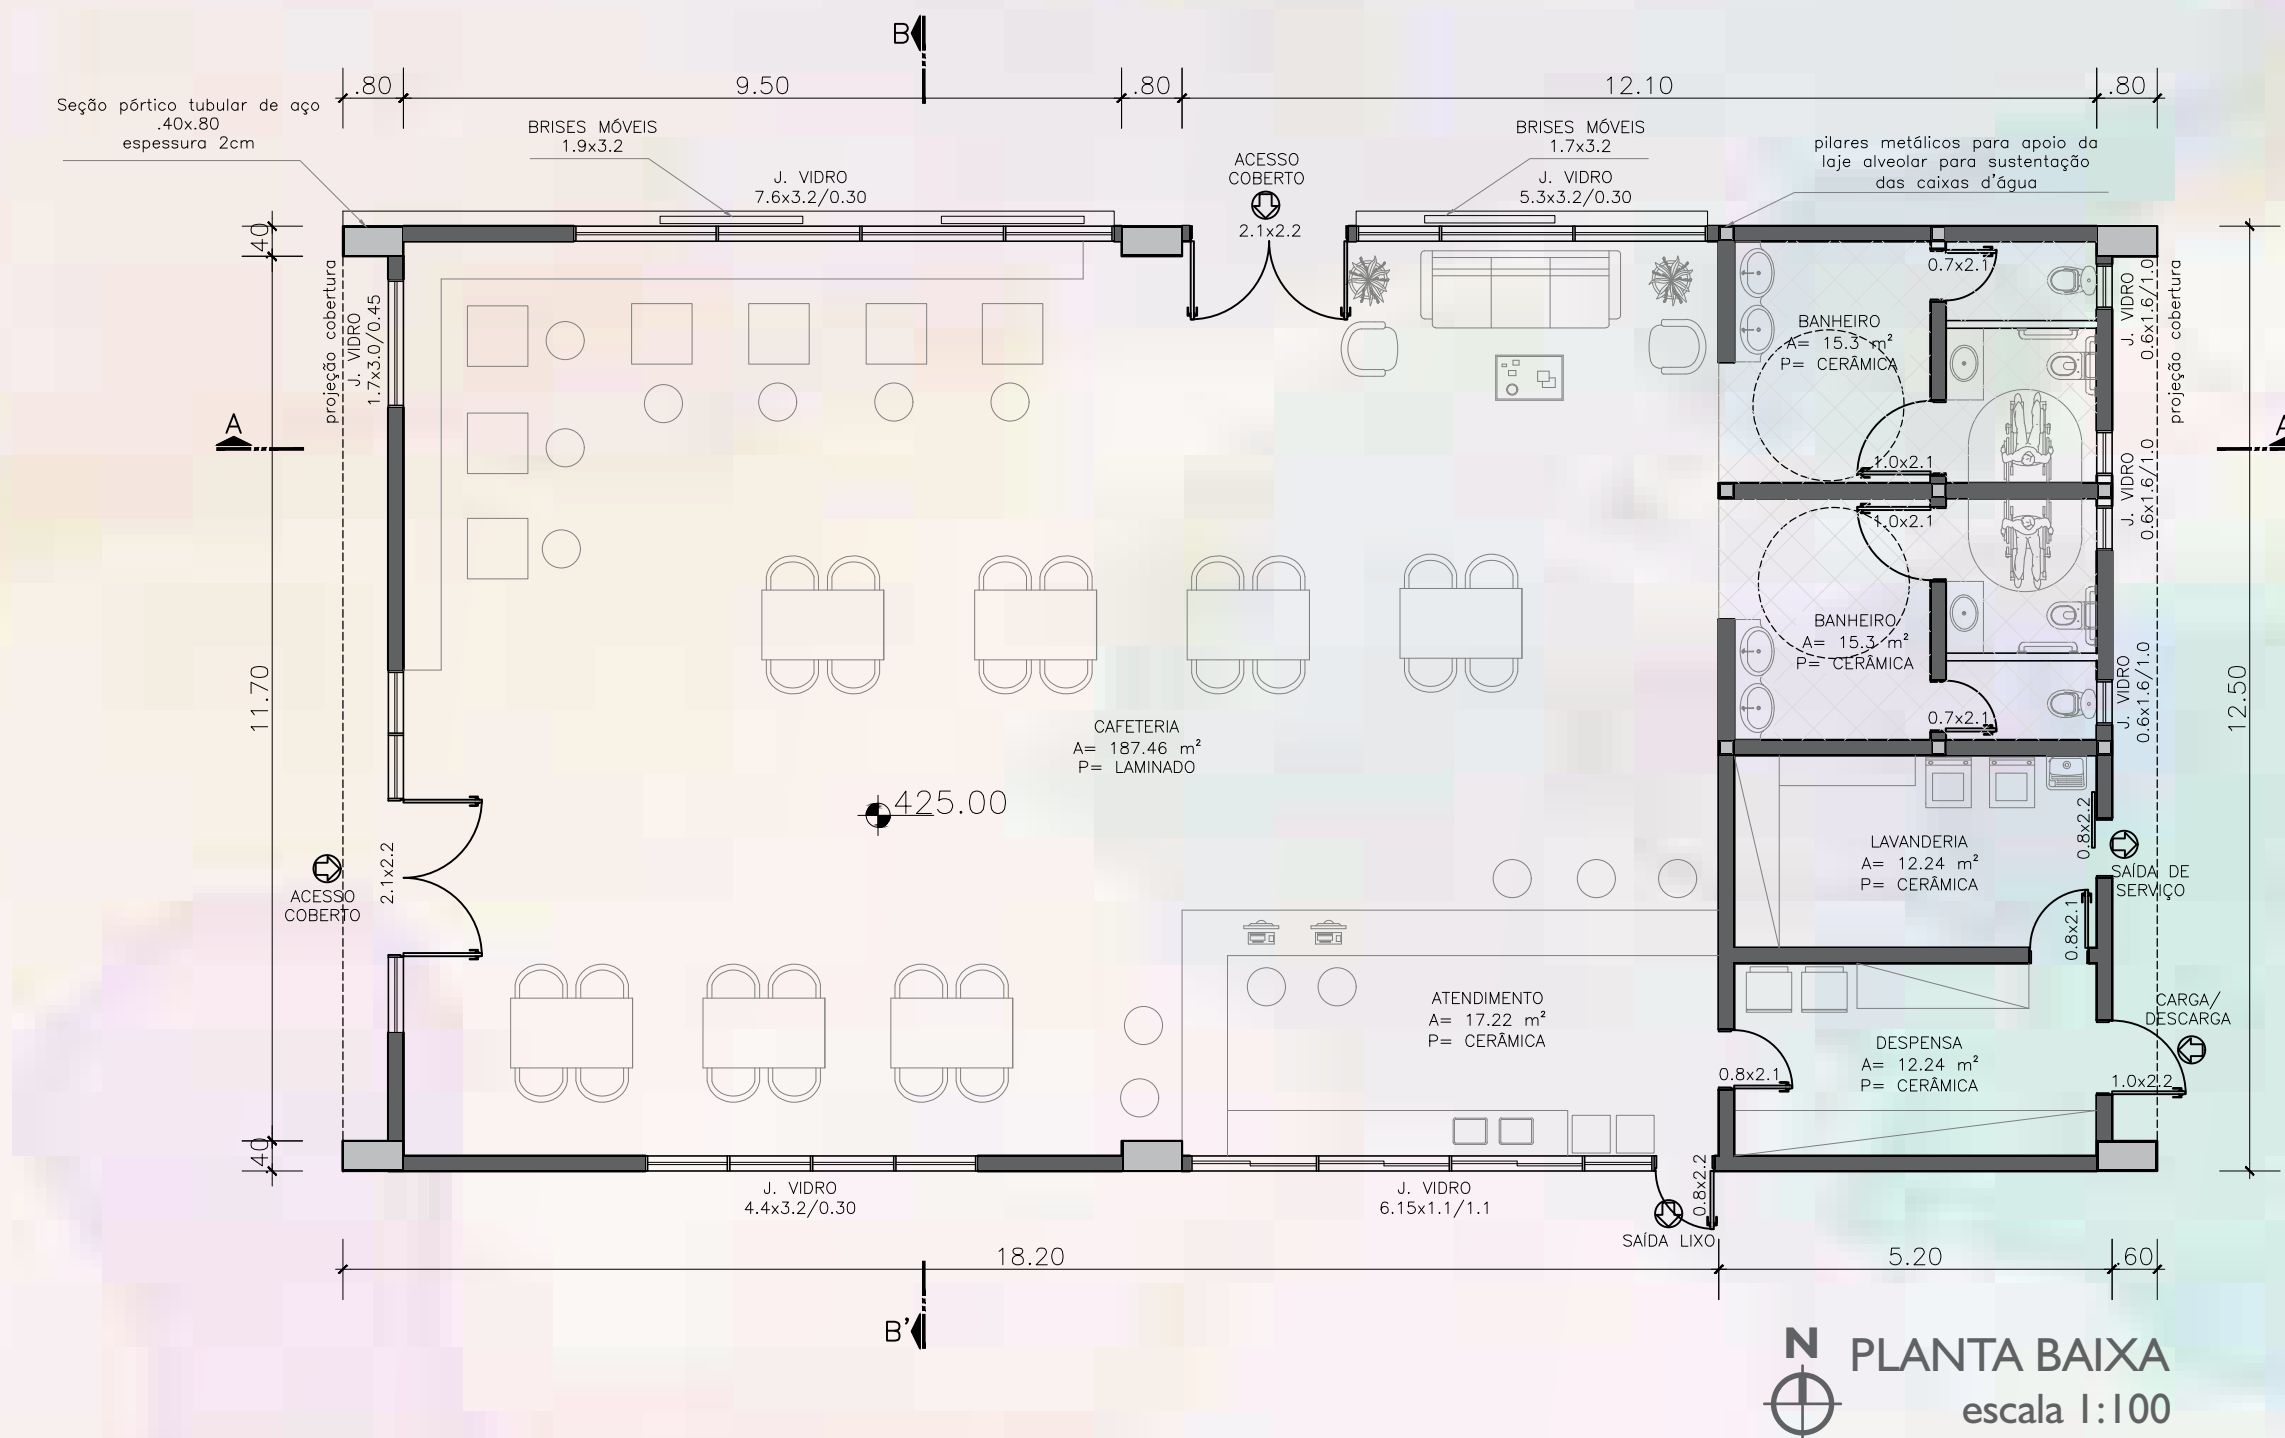 B
.80
9.50
.80
12.10
.80
Seção pórtico tubular de aço
.40x.80
espessura 2cm
BRISES MÓVEIS
1.9x3.2
J. VIDRO
7.6x3.2/0.30
ACESSO
COBERTO
2.1x2.2
BRISES MÓVEIS
1.7x3.2
J. VIDRO
5.3x3.2/0.30
pilares metálicos para apoio da
laje alveolar para sustentação
das caixas d'água
.40
projeção cobertura
J. VIDRO
1.7x3.0/0.45
A
11.70
0.7x2.1
BANHEIRO
A= 15.3 m²
P= CERÂMICA
1.0x2.1
J. VIDRO
0.6x1.6/1.0
projeção cobertura
A
J. VIDRO
0.6x1.6/1.0
1.0x2.1
BANHEIRO
A= 15.3 m²
P= CERÂMICA
0.7x2.1
J. VIDRO
0.6x1.6/1.0
12.50
CAFETERIA
A= 187.46 m²
P= LAMINADO
425.00
ACESSO
COBERTO
2.1x2.2
LAVANDERIA
A= 12.24 m²
P= CERÂMICA
0.8x2.2
SAÍDA DE
SERVIÇO
0.8x2.1
ATENDIMENTO
A= 17.22 m²
P= CERÂMICA
0.8x2.1
DESPENSA
A= 12.24 m²
P= CERÂMICA
CARGA/
DESCARGA
1.0x2.2
.40
J. VIDRO
4.4x3.2/0.30
J. VIDRO
6.15x1.1/1.1
0.8x2.2
SAÍDA LIXO
18.20
5.20
.60
B'
N
PLANTA BAIXA
escala 1:100